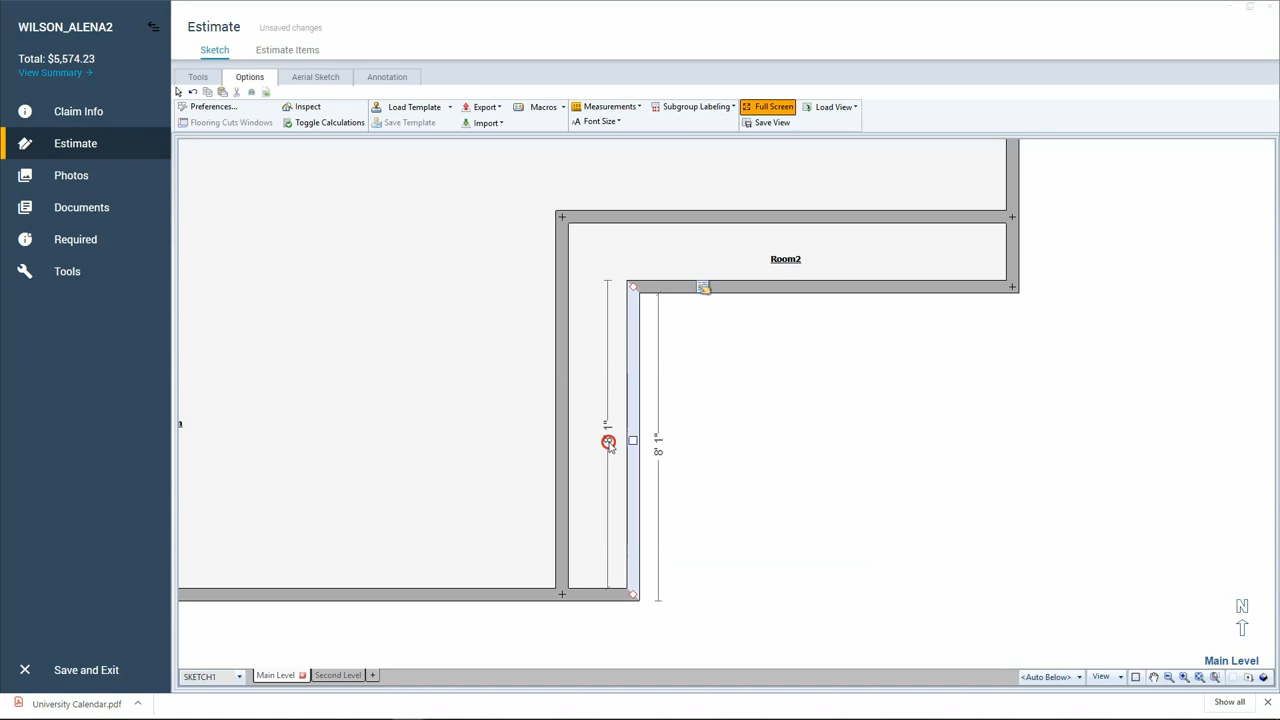 WILSON_ALENA2
Total: $5,574.23
View Summary →
Claim Info
Estimate
Photos
Documents
Required
Tools
Save and Exit
Estimate
Unsaved changes
Sketch
Estimate Items
Tools
Options
Aerial Sketch
Annotation
Preferences...
Inspect
Load Template
Export
Macros
Measurements
Subgroup Labeling
Full Screen
Load View
Flooring Cuts Windows
Toggle Calculations
Save Template
Import
Font Size
Save View
Room2
8' 1"
N
Main Level
SKETCH1
Main Level
Second Level
+
<Auto Below>
View
University Calendar.pdf
Show all